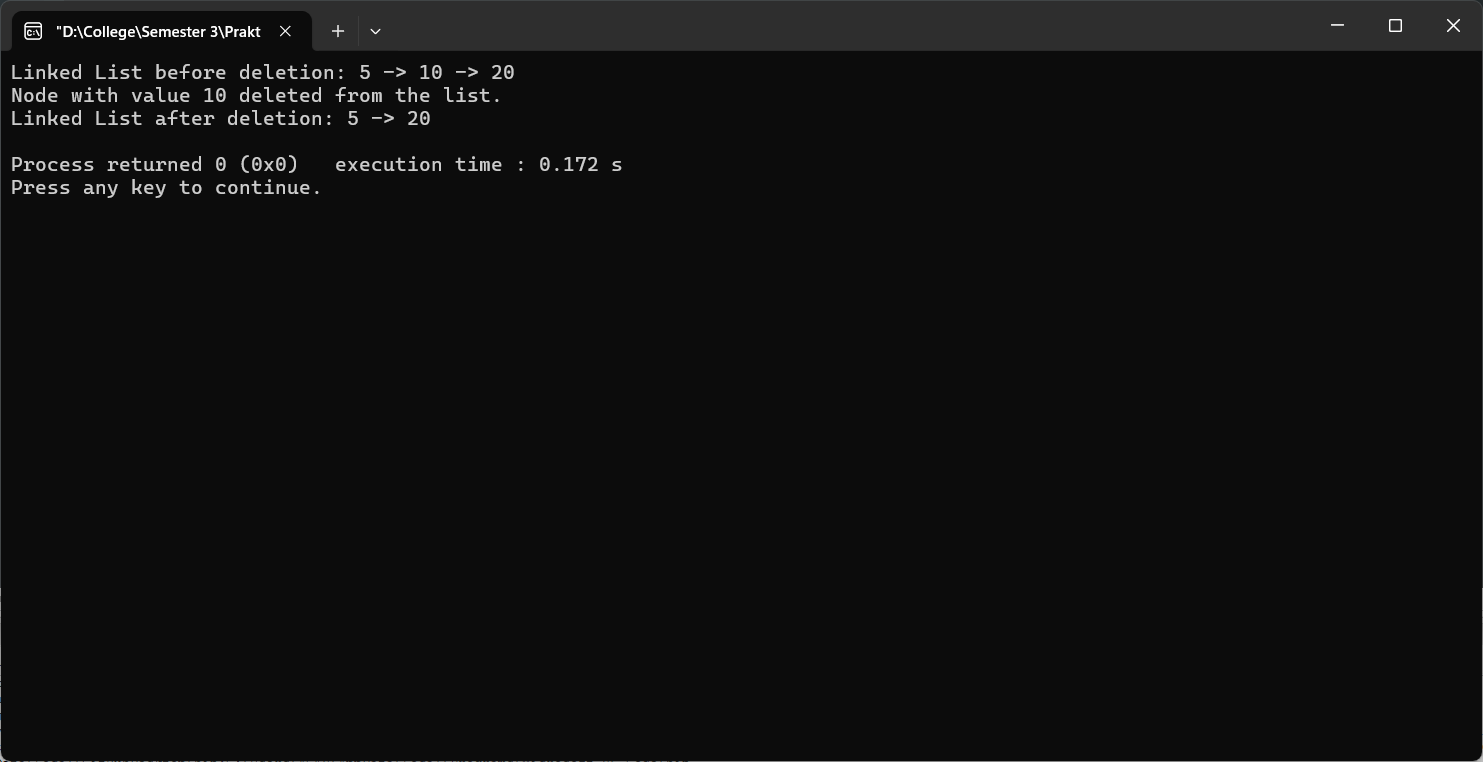 "D:\College\Semester 3\Prakt
Linked List before deletion: 5 -> 10 -> 20
Node with value 10 deleted from the list.
Linked List after deletion: 5 -> 20
Process returned 0 (0x0)   execution time : 0.172 s
Press any key to continue.